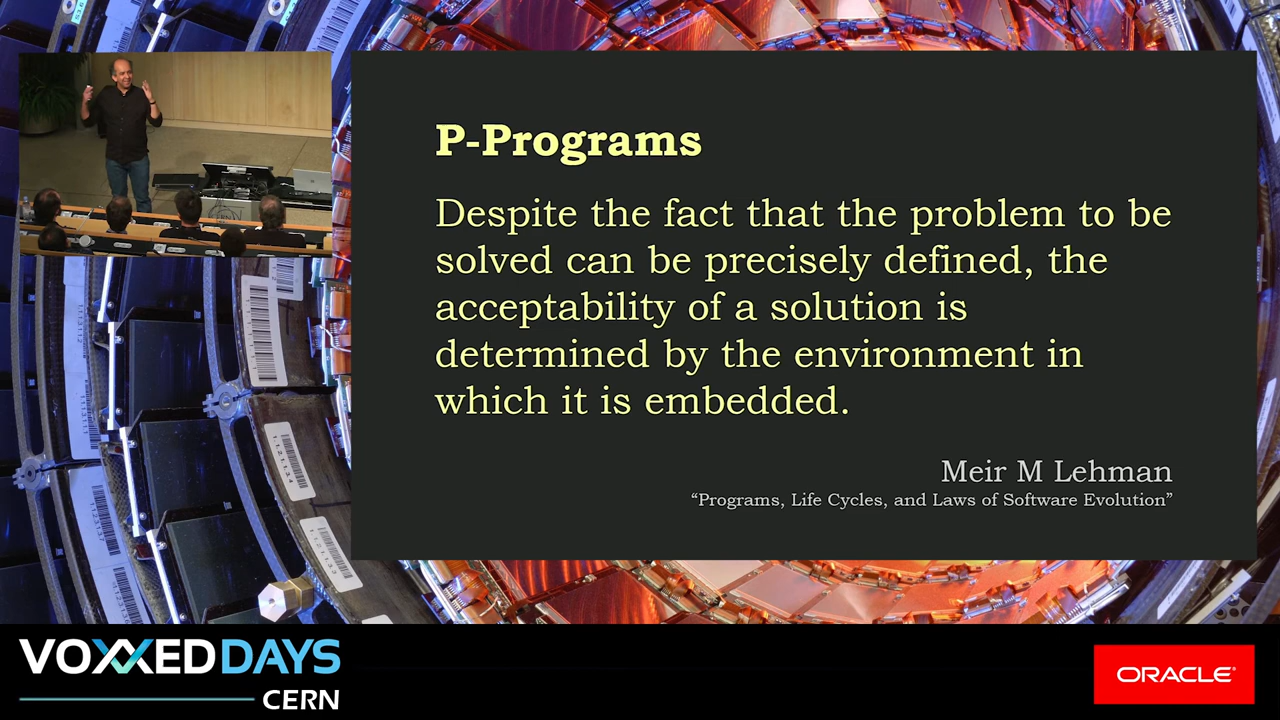 P-Programs
Despite the fact that the problem to be
solved can be precisely defined, the
acceptability of a solution is
determined by the environment in
which it is embedded.
Meir M Lehman
“Programs, Life Cycles, and Laws of Software Evolution”
VOXXED DAYS
CERN
ORACLE